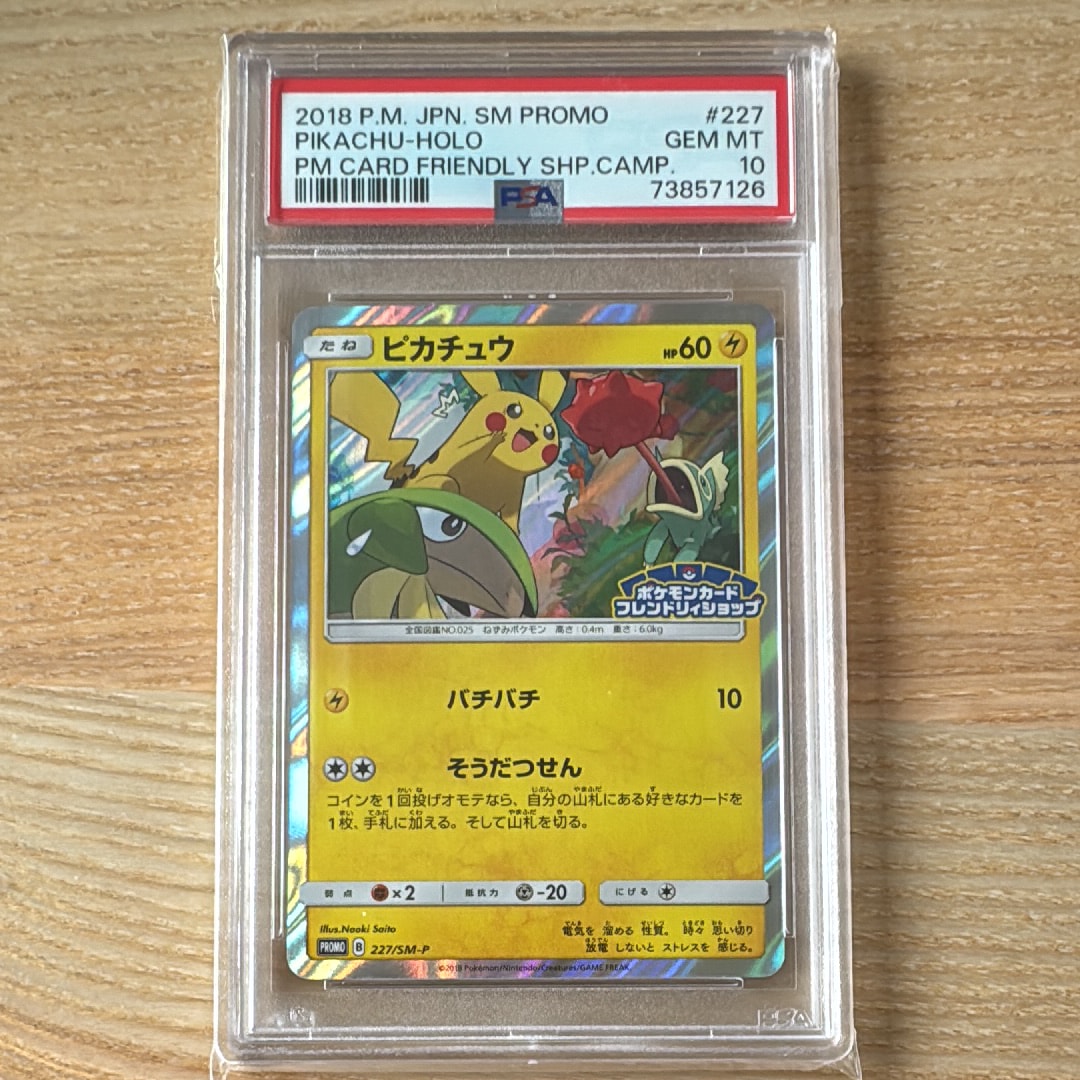 2018 P.M. JPN. SM PROMO #227
PIKACHU-HOLO GEM MT
PM CARD FRIENDLY SHP.CAMP. 10
73857126
PSA
たね ピカチュウ HP60
ポケモンカード
フレンドリィショップ
全国図鑑NO.025 ねずみポケモン 高さ:0.4m 重さ:6.0kg
バチバチ 10
そうだつせん
コインを1回投げオモテなら、自分の山札にある好きなカードを
1枚、手札に加える。そして山札を切る。
弱点 ×2 抵抗力 -20 にげる
Illus.Naoki Saito
電気を 溜める 性質。 時々 思い切り
放電 しないと ストレスを 感じる。
PROMO B 227/SM-P
©2018 Pokémon/Nintendo/Creatures/GAME FREAK.
PSA